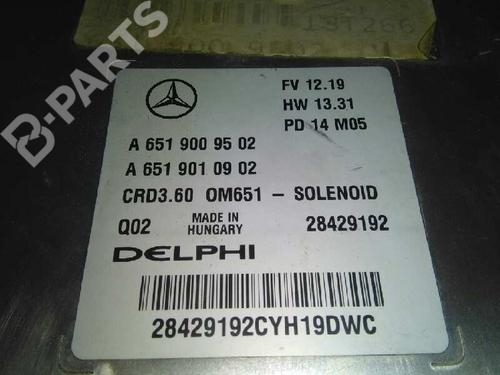 B-PARTS
131266
FV 12.19
HW 13.31
PD 14 M05
A 651 900 95 02
A 651 901 09 02
CRD3.60 OM651 - SOLENOID
Q02 MADE IN HUNGARY 28429192
DELPHI
28429192CYH19DWC